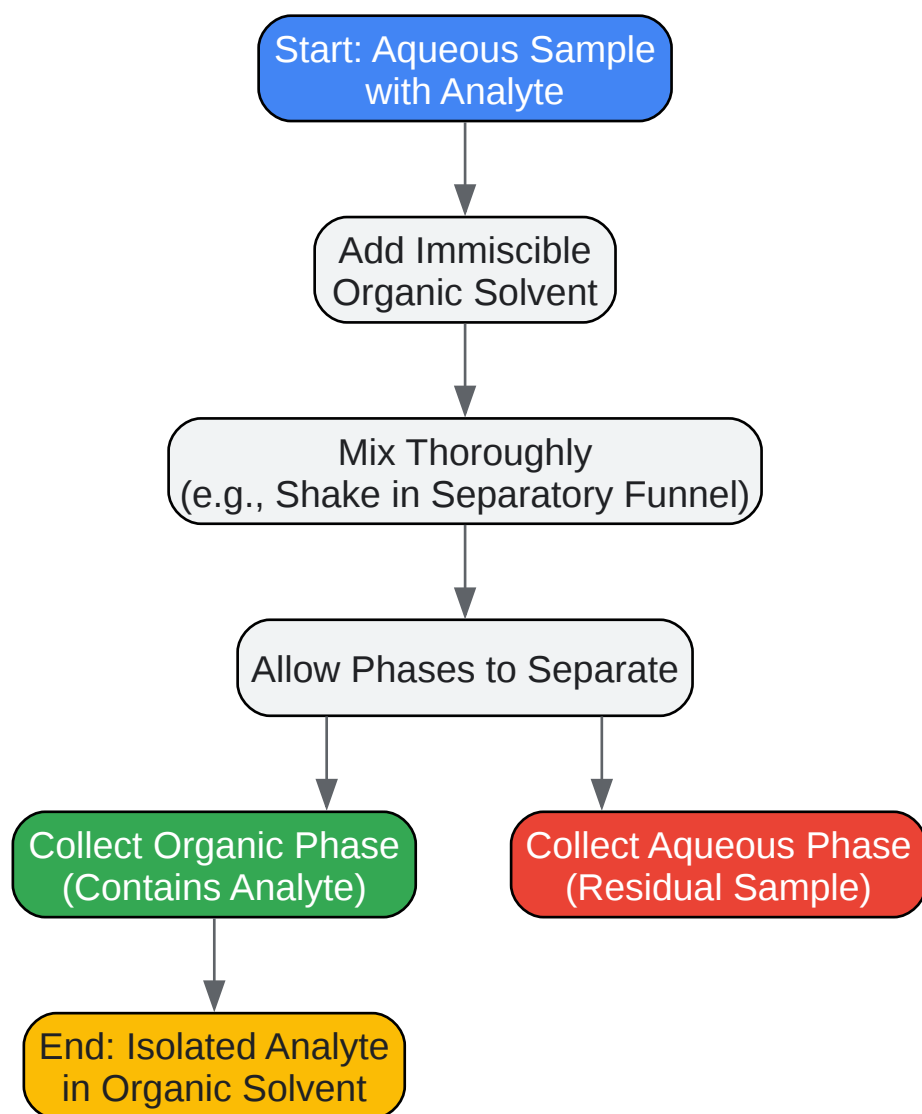 Start: Aqueous Sample
with Analyte
Add Immiscible
Organic Solvent
Mix Thoroughly
(e.g., Shake in Separatory Funnel)
Allow Phases to Separate
Collect Organic Phase
(Contains Analyte)
Collect Aqueous Phase
(Residual Sample)
End: Isolated Analyte
in Organic Solvent